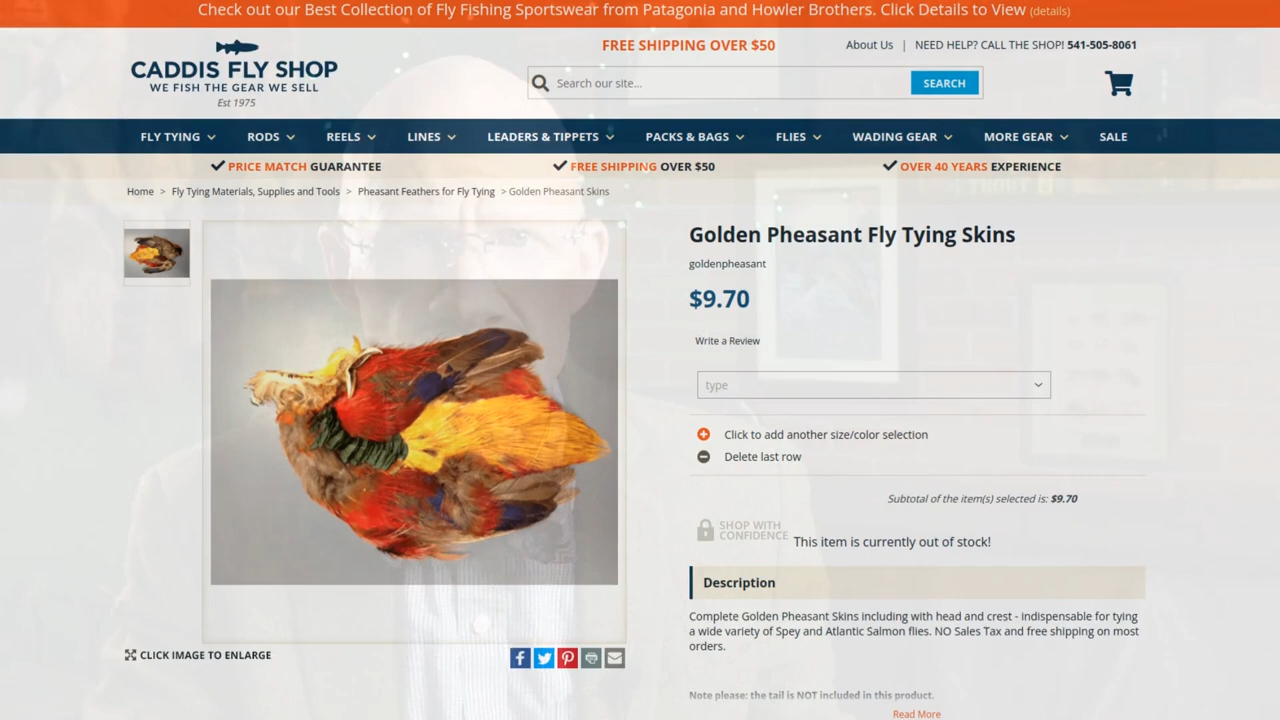 Check out our Best Collection of Fly Fishing Sportswear from Patagonia and Howler Brothers. Click Details to View (details)
FREE SHIPPING OVER $50
About Us | NEED HELP? CALL THE SHOP! 541-505-8061
CADDIS FLY SHOP
WE FISH THE GEAR WE SELL
Est 1975
Search our site...
SEARCH
FLY TYING RODS REELS LINES LEADERS & TIPPETS PACKS & BAGS FLIES WADING GEAR MORE GEAR SALE
PRICE MATCH GUARANTEE FREE SHIPPING OVER $50 OVER 40 YEARS EXPERIENCE
Home > Fly Tying Materials, Supplies and Tools > Pheasant Feathers for Fly Tying > Golden Pheasant Skins
Golden Pheasant Fly Tying Skins
goldenpheasant
$9.70
Write a Review
type
Click to add another size/color selection
Delete last row
Subtotal of the item(s) selected is: $9.70
SHOP WITH
CONFIDENCE
This item is currently out of stock!
Description
Complete Golden Pheasant Skins including with head and crest - indispensable for tying
a wide variety of Spey and Atlantic Salmon flies. NO Sales Tax and free shipping on most
orders.
CLICK IMAGE TO ENLARGE
Note please: the tail is NOT included in this product.
Read More